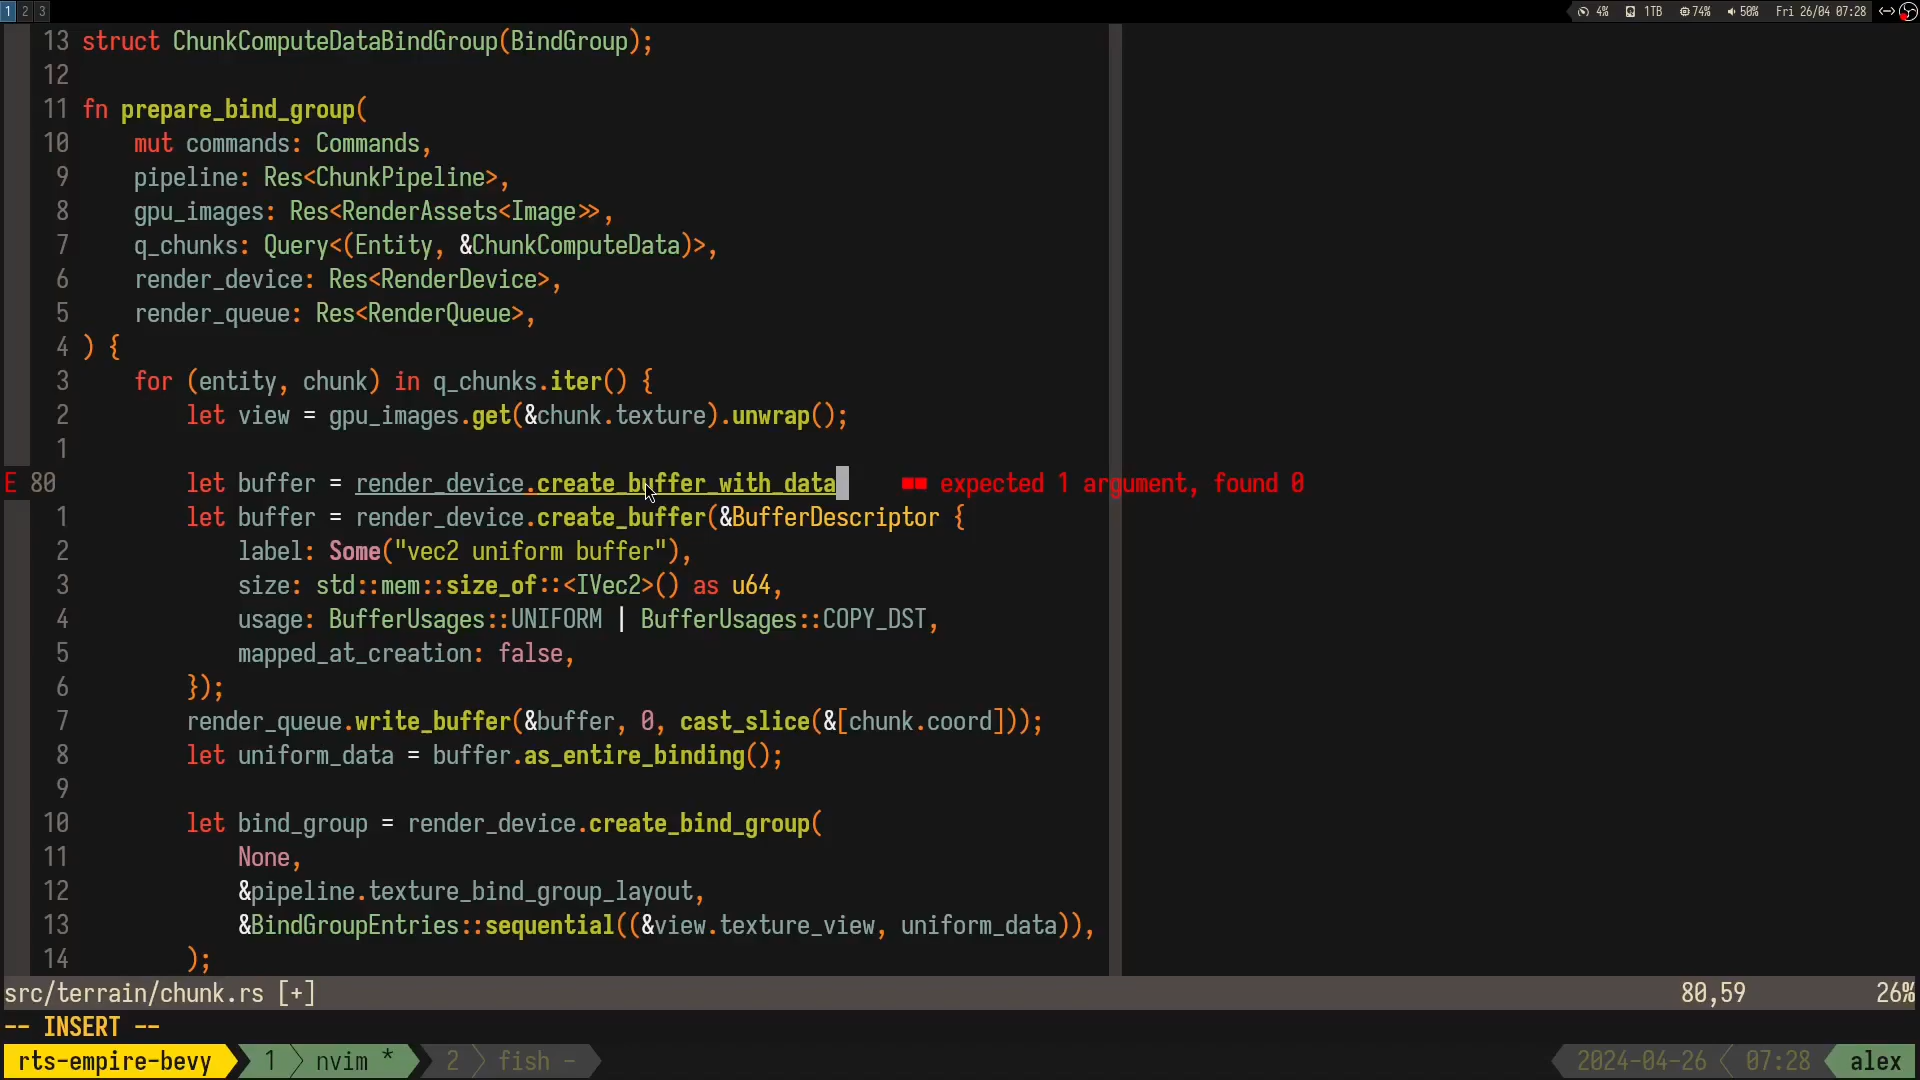 1 2 3 4% 1TB 74% 50% Fri 26/04 07:28
13 struct ChunkComputeDataBindGroup(BindGroup);
12
11 fn prepare_bind_group(
10     mut commands: Commands,
9     pipeline: Res<ChunkPipeline>,
8     gpu_images: Res<RenderAssets<Image>>,
7     q_chunks: Query<(Entity, &ChunkComputeData)>,
6     render_device: Res<RenderDevice>,
5     render_queue: Res<RenderQueue>,
4 ) {
3     for (entity, chunk) in q_chunks.iter() {
2         let view = gpu_images.get(&chunk.texture).unwrap();
1
E 80         let buffer = render_device.create_buffer_with_data    ■■ expected 1 argument, found 0
1         let buffer = render_device.create_buffer(&BufferDescriptor {
2             label: Some("vec2 uniform buffer"),
3             size: std::mem::size_of::<IVec2>() as u64,
4             usage: BufferUsages::UNIFORM | BufferUsages::COPY_DST,
5             mapped_at_creation: false,
6         });
7         render_queue.write_buffer(&buffer, 0, cast_slice(&[chunk.coord]));
8         let uniform_data = buffer.as_entire_binding();
9
10         let bind_group = render_device.create_bind_group(
11             None,
12             &pipeline.texture_bind_group_layout,
13             &BindGroupEntries::sequential((&view.texture_view, uniform_data)),
14         );
src/terrain/chunk.rs [+] 80,59 26%
-- INSERT --
rts-empire-bevy 1 nvim * 2 fish - 2024-04-26 07:28 alex